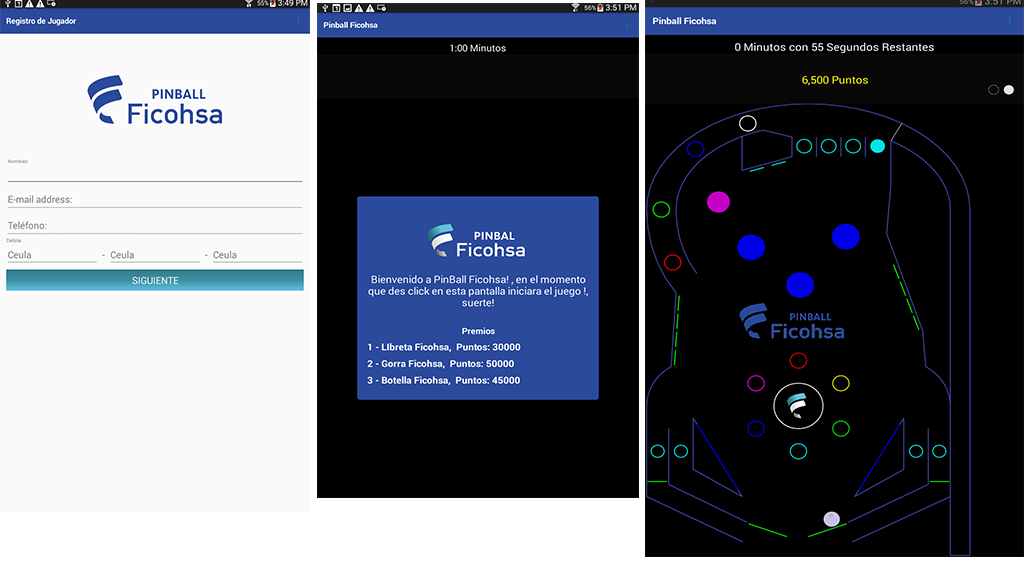 55% 3:49 PM
Registro de Jugador
PINBALL
Ficohsa
Nombres:
E-mail address:
Teléfono:
Cédula:
Ceula - Ceula - Ceula
SIGUIENTE
56% 3:51 PM
Pinball Ficohsa
1:00 Minutos
PINBAL
Ficohsa
Bienvenido a PinBall Ficohsa! , en el momento
que des click en esta pantalla iniciara el juego !,
suerte!
Premios
1 - LIbreta Ficohsa, Puntos: 30000
2 - Gorra Ficohsa, Puntos: 50000
3 - Botella Ficohsa, Puntos: 45000
56% 3:51 PM
Pinball Ficohsa
0 Minutos con 55 Segundos Restantes
6,500 Puntos
PINBALL
Ficohsa